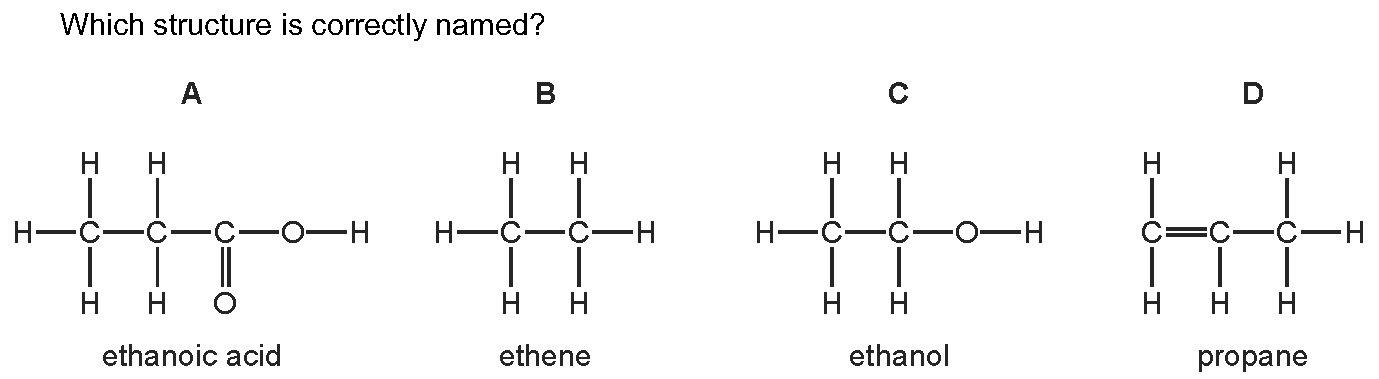 Which structure is correctly named?
A B C D
H H H H H H H H
H C C C O H H C C H H C C O H C C C H
H H O H H H H H H H
ethanoic acid ethene ethanol propane